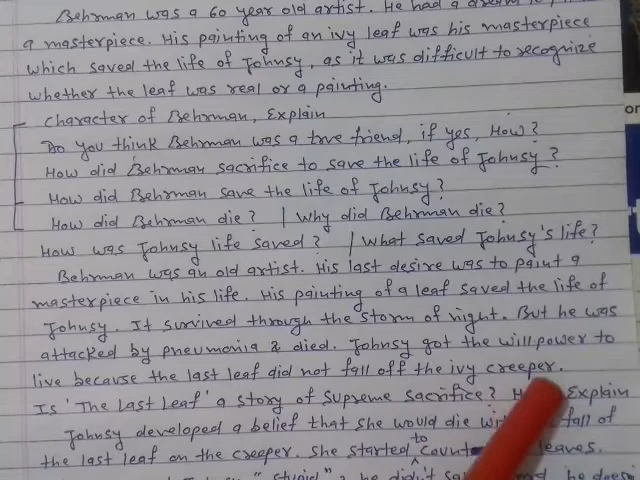 Behrman was a 60 year old artist. He had a
a masterpiece. His painting of an ivy leaf was his masterpiece
which saved the life of Johnsy, as it was difficult to recognize
whether the leaf was real or a painting.
Character of Behrman, Explain
Do you think Behrman was a true friend, if yes, How?
How did Behrman sacrifice to save the life of Johnsy?
How did Behrman save the life of Johnsy?
How did Behrman die? | Why did Behrman die?
How was Johnsy life saved? | What saved Johnsy's life?
Behrman was an old artist. His last desire was to paint a
masterpiece in his life. His painting of a leaf saved the life of
Johnsy. It survived through the storm of night. But he was
attacked by pneumonia & died. Johnsy got the will power to
live because the last leaf did not fall off the ivy creeper.
Is 'The Last Leaf' a story of Supreme Sacrifice? Explain
Johnsy developed a belief that she would die fall of
the last leaf on the creeper. She started to count leaves.
"stupid" he didn't